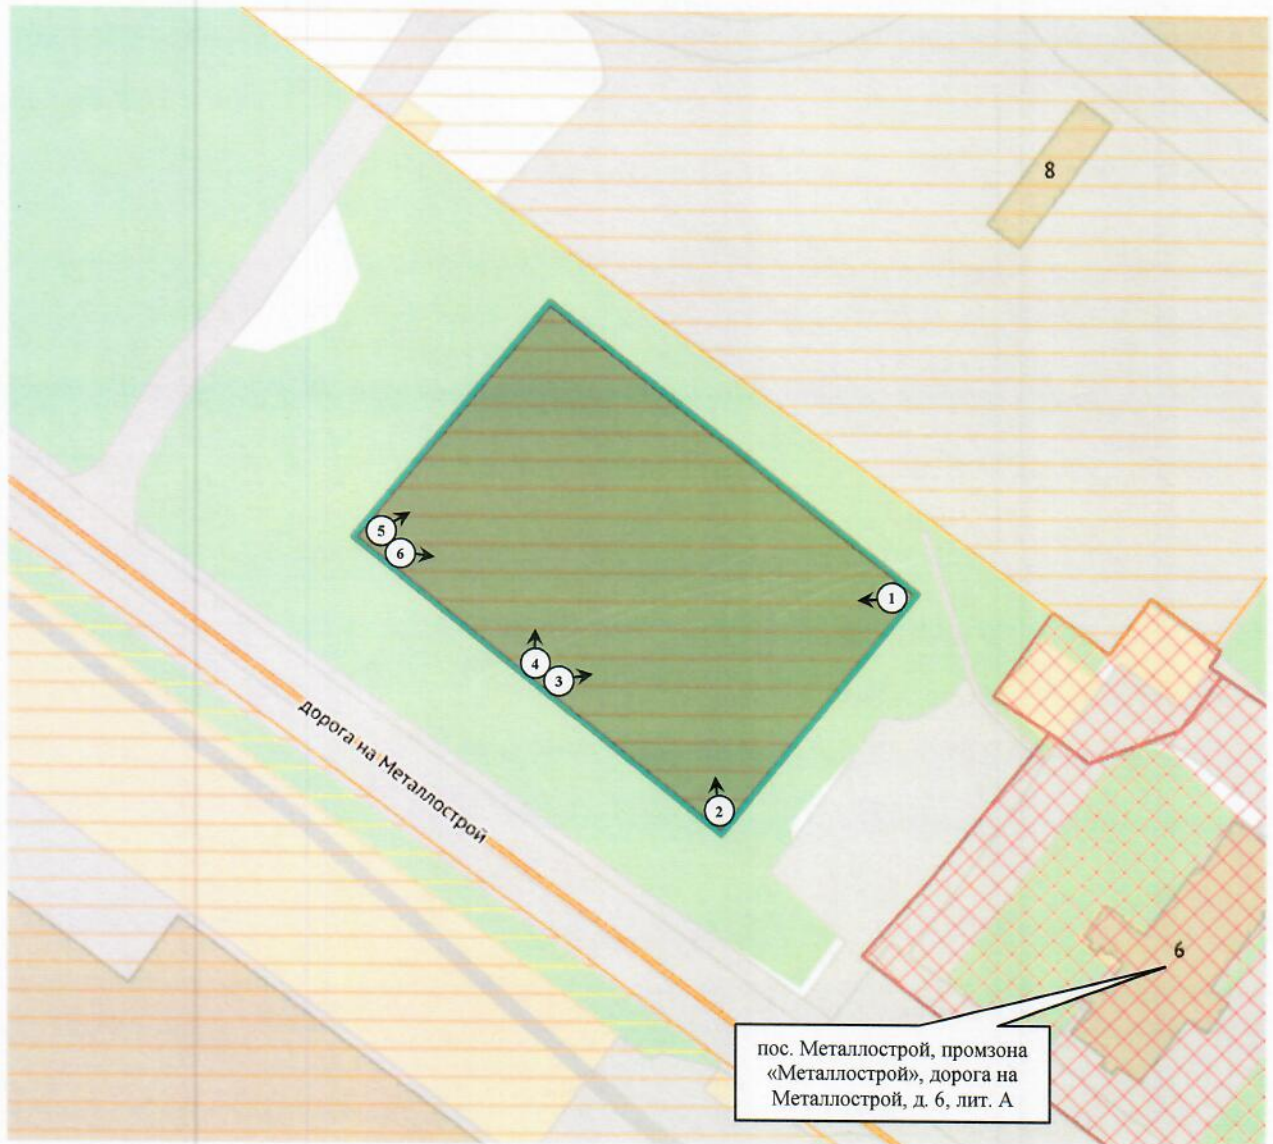 8
5
6
1
4
3
дорога на Металлострой
2
6
пос. Металлострой, промзона
«Металлострой», дорога на
Металлострой, д. 6, лит. А